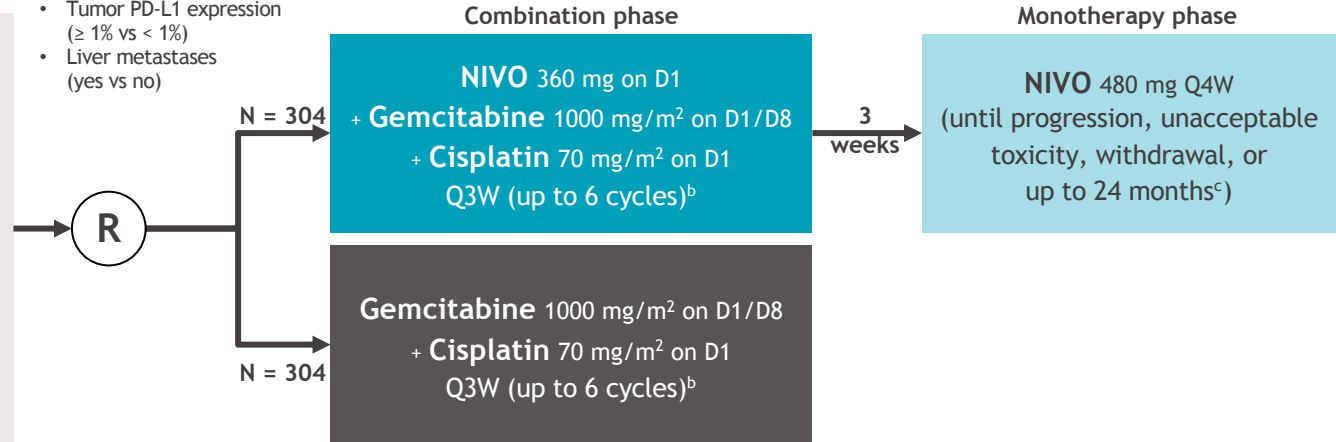 • Tumor PD-L1 expression
(≥ 1% vs < 1%)
• Liver metastases
(yes vs no)
Combination phase
Monotherapy phase
R
N = 304
NIVO 360 mg on D1
+ Gemcitabine 1000 mg/m² on D1/D8
+ Cisplatin 70 mg/m² on D1
Q3W (up to 6 cycles)ᵇ
3
weeks
NIVO 480 mg Q4W
(until progression, unacceptable
toxicity, withdrawal, or
up to 24 monthsᶜ)
N = 304
Gemcitabine 1000 mg/m² on D1/D8
+ Cisplatin 70 mg/m² on D1
Q3W (up to 6 cycles)ᵇ